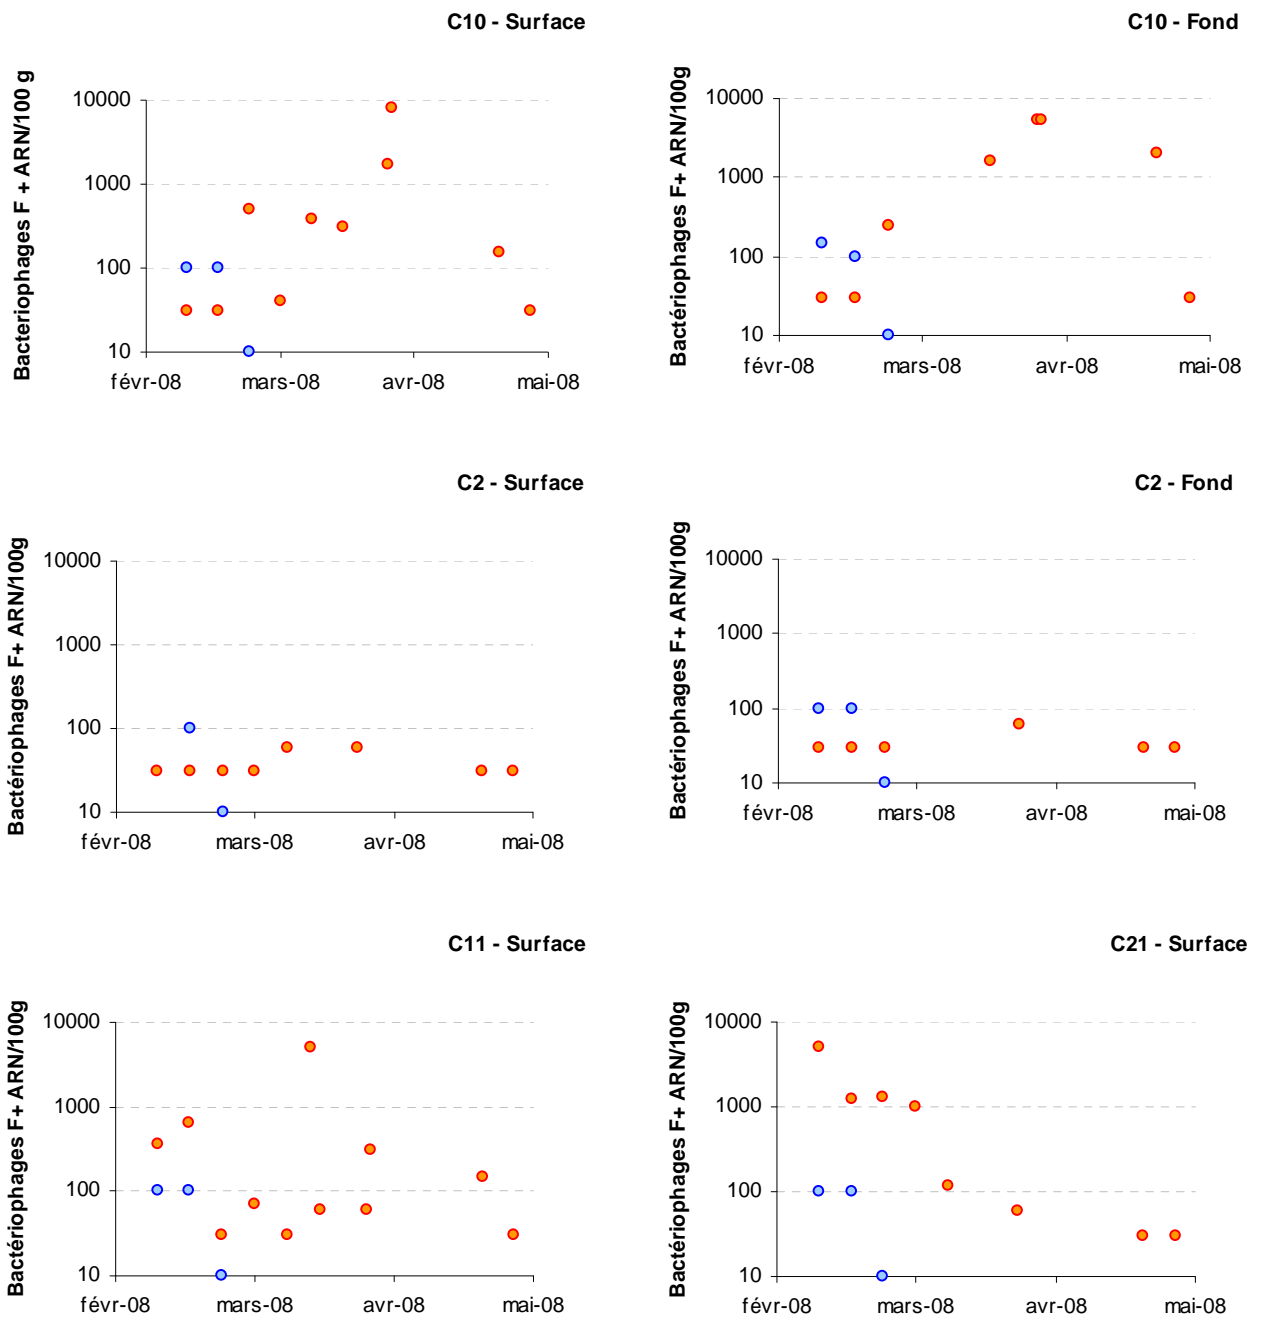 C10 - Surface
Bacteriophages F + ARN/100 g
10000
1000
100
10
févr-08 mars-08 avr-08 mai-08
C10 - Fond
Bactériophages F+ ARN/100g
10000
1000
100
10
févr-08 mars-08 avr-08 mai-08
C2 - Surface
Bactériophages F+ ARN/100g
10000
1000
100
10
févr-08 mars-08 avr-08 mai-08
C2 - Fond
Bactériophages F+ ARN/100g
10000
1000
100
10
févr-08 mars-08 avr-08 mai-08
C11 - Surface
Bactériophages F+ ARN/100g
10000
1000
100
10
févr-08 mars-08 avr-08 mai-08
C21 - Surface
Bactériophages F+ ARN/100g
10000
1000
100
10
févr-08 mars-08 avr-08 mai-08